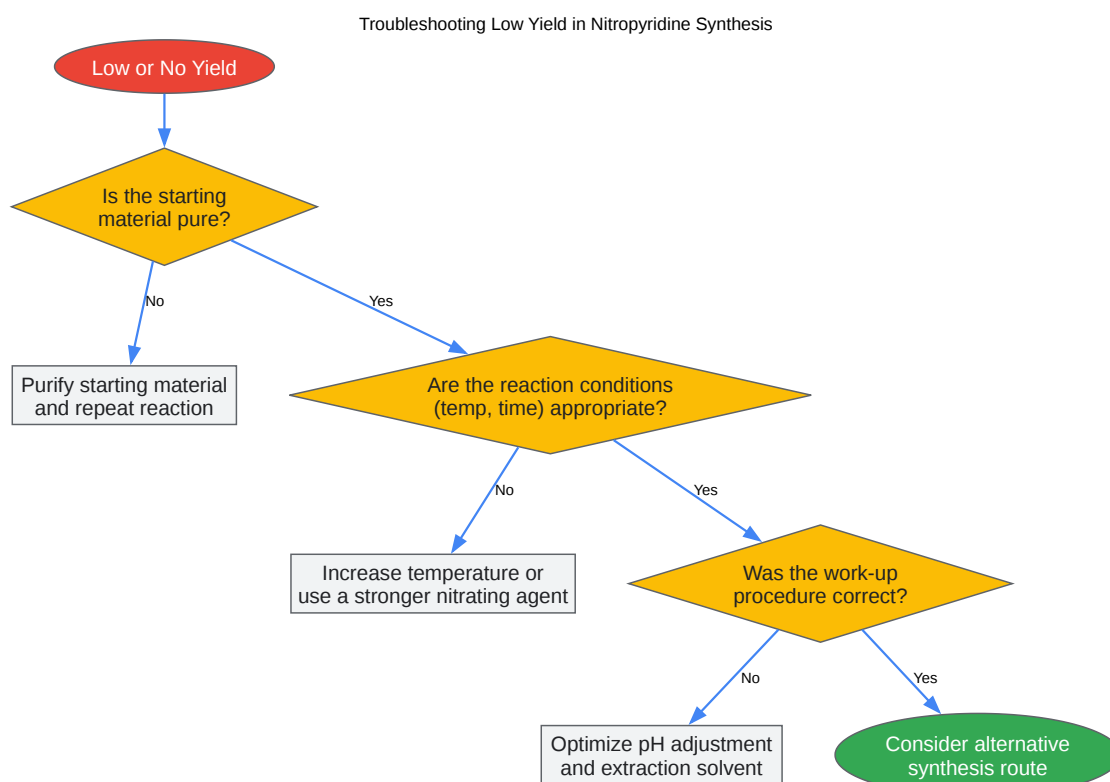 Troubleshooting Low Yield in Nitropyridine Synthesis
Low or No Yield
Is the starting
material pure?
No
Yes
Purify starting material
and repeat reaction
Are the reaction conditions
(temp, time) appropriate?
No
Yes
Increase temperature or
use a stronger nitrating agent
Was the work-up
procedure correct?
No
Yes
Optimize pH adjustment
and extraction solvent
Consider alternative
synthesis route